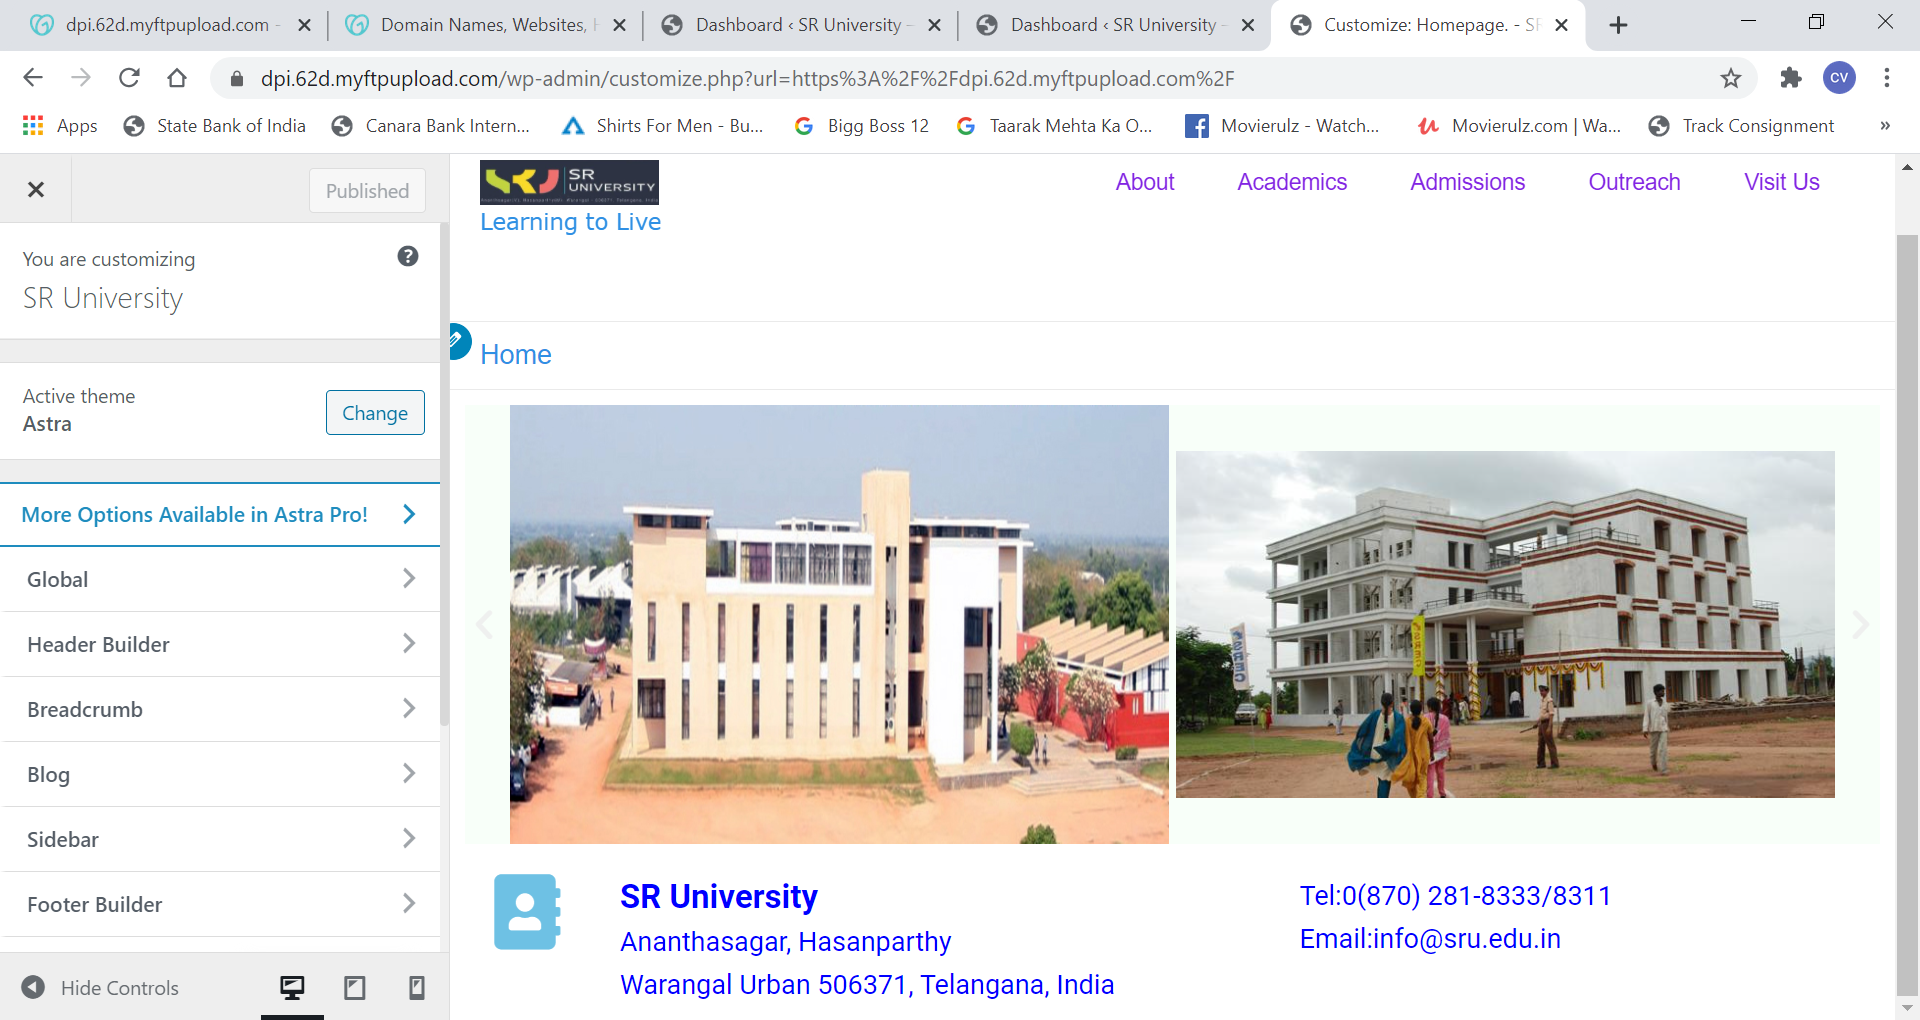 dpi.62d.myftpupload.com -
Domain Names, Websites, H
Dashboard ‹ SR University –
Dashboard ‹ SR University –
Customize: Homepage. - SR
dpi.62d.myftpupload.com/wp-admin/customize.php?url=https%3A%2F%2Fdpi.62d.myftpupload.com%2F
CV
Apps
State Bank of India
Canara Bank Intern...
Shirts For Men - Bu...
Bigg Boss 12
Taarak Mehta Ka O...
Movierulz - Watch...
Movierulz.com | Wa...
Track Consignment
»
Published
You are customizing
SR University
Active theme
Astra
Change
More Options Available in Astra Pro!
Global
Header Builder
Breadcrumb
Blog
Sidebar
Footer Builder
Hide Controls
SR
UNIVERSITY
Learning to Live
About
Academics
Admissions
Outreach
Visit Us
Home
SREC
SREC
SR University
Ananthasagar, Hasanparthy
Warangal Urban 506371, Telangana, India
Tel:0(870) 281-8333/8311
Email:info@sru.edu.in